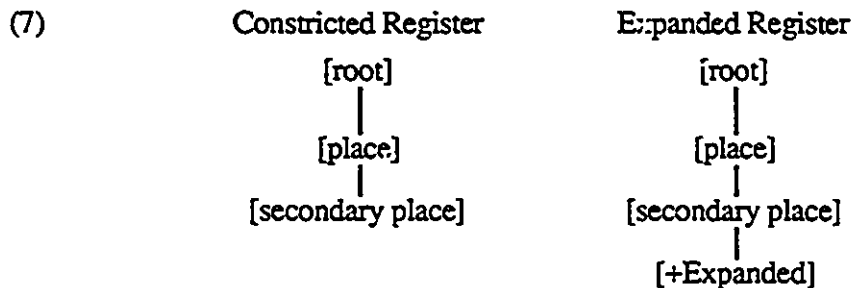 (7) Constricted Register Expanded Register
[root] [root]
[place] [place]
[secondary place] [secondary place]
[+Expanded]